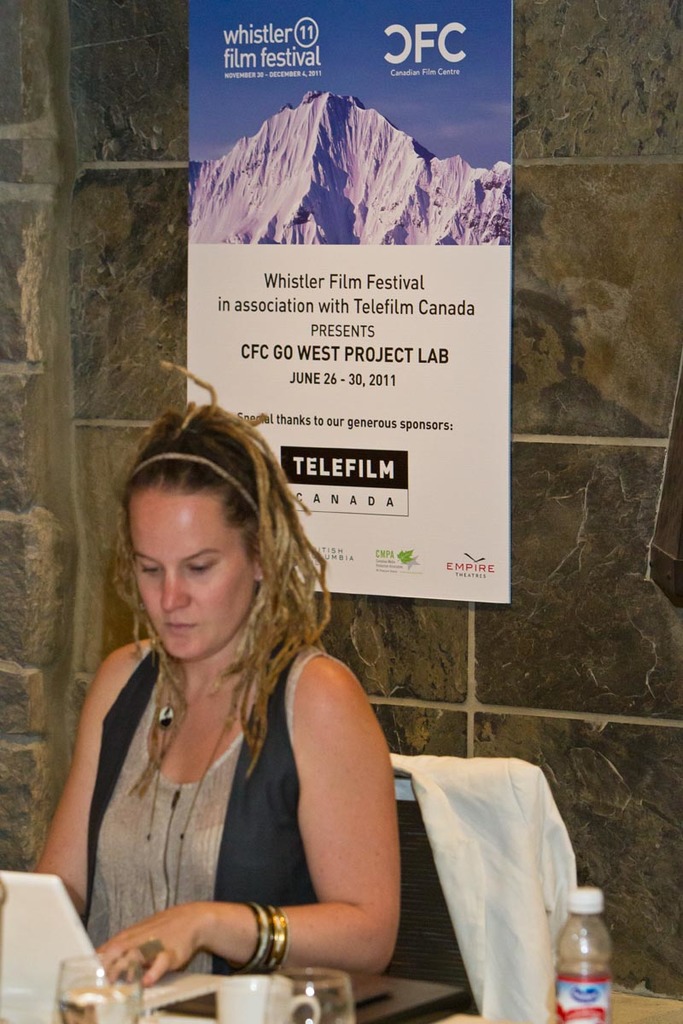 whistler 11
film festival
NOVEMBER 30 - DECEMBER 4, 2011
CFC
Canadian Film Centre
Whistler Film Festival
in association with Telefilm Canada
PRESENTS
CFC GO WEST PROJECT LAB
JUNE 26 - 30, 2011
Special thanks to our generous sponsors:
TELEFILM
CANADA
TISH
UMBIA
CMPA
EMPIRE
THEATRES